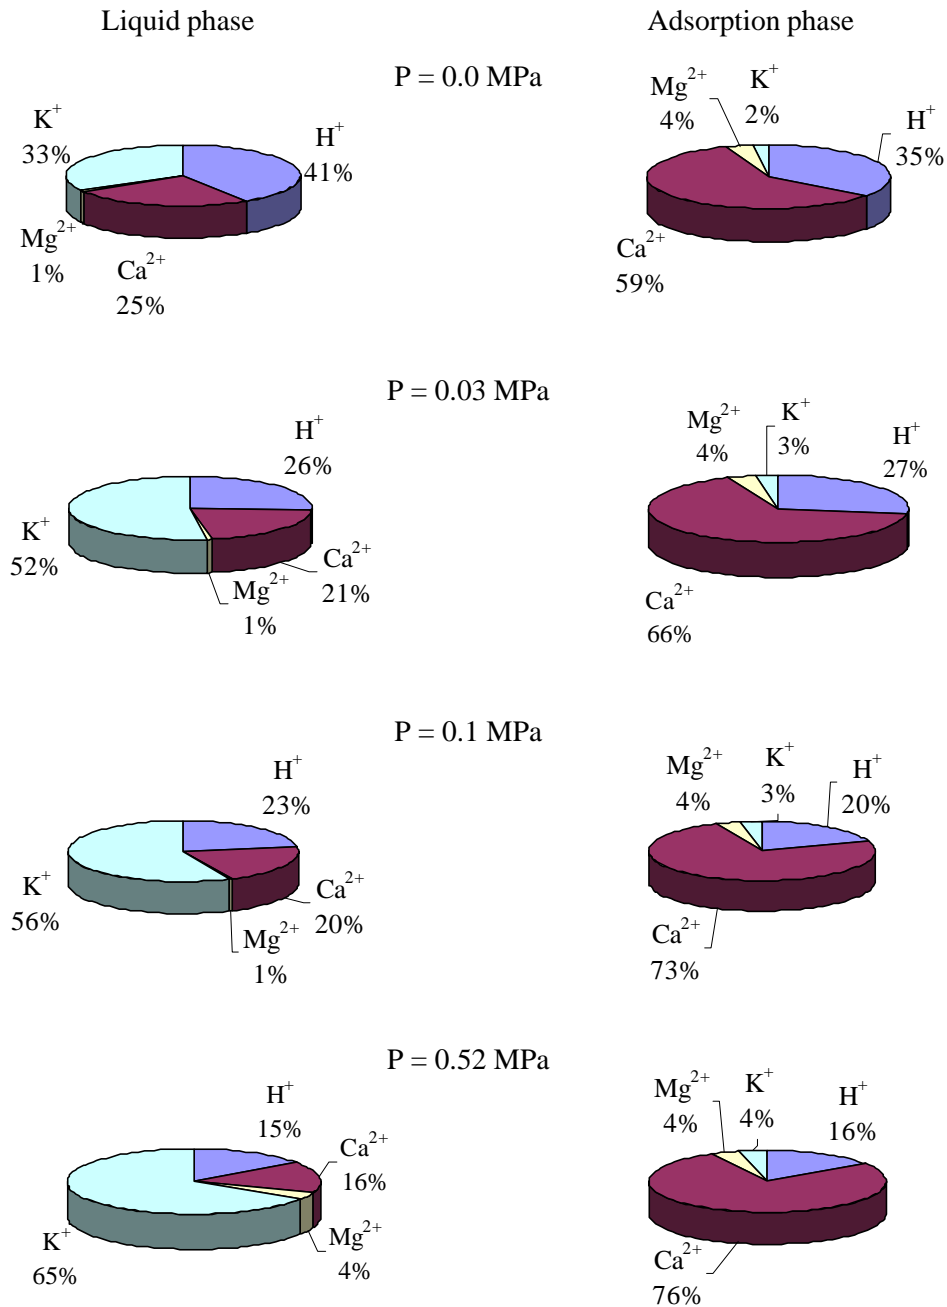 Liquid phase
Adsorption phase
P = 0.0 MPa
K⁺
33%
H⁺
41%
Mg²⁺
1%
Ca²⁺
25%
Mg²⁺
4%
K⁺
2%
H⁺
35%
Ca²⁺
59%
P = 0.03 MPa
H⁺
26%
K⁺
52%
Ca²⁺
21%
Mg²⁺
1%
Mg²⁺
4%
K⁺
3%
H⁺
27%
Ca²⁺
66%
P = 0.1 MPa
H⁺
23%
K⁺
56%
Ca²⁺
20%
Mg²⁺
1%
Mg²⁺
4%
K⁺
3%
H⁺
20%
Ca²⁺
73%
P = 0.52 MPa
H⁺
15%
Ca²⁺
16%
K⁺
65%
Mg²⁺
4%
Mg²⁺
4%
K⁺
4%
H⁺
16%
Ca²⁺
76%